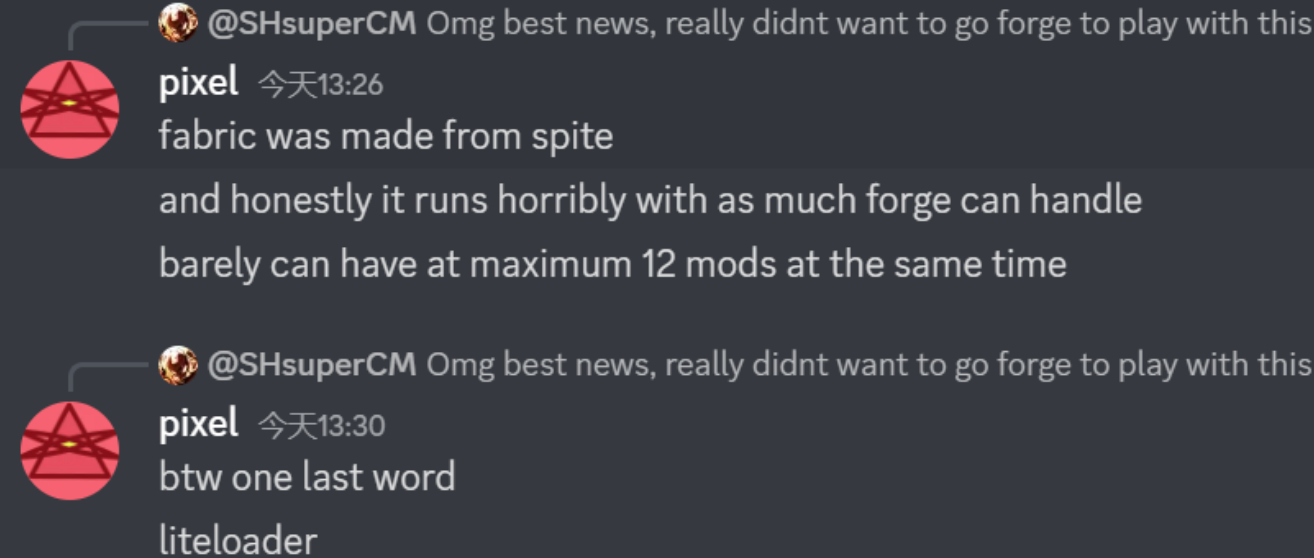 @SHsuperCM Omg best news, really didnt want to go forge to play with this
pixel 今天13:26
fabric was made from spite
and honestly it runs horribly with as much forge can handle
barely can have at maximum 12 mods at the same time
@SHsuperCM Omg best news, really didnt want to go forge to play with this
pixel 今天13:30
btw one last word
liteloader